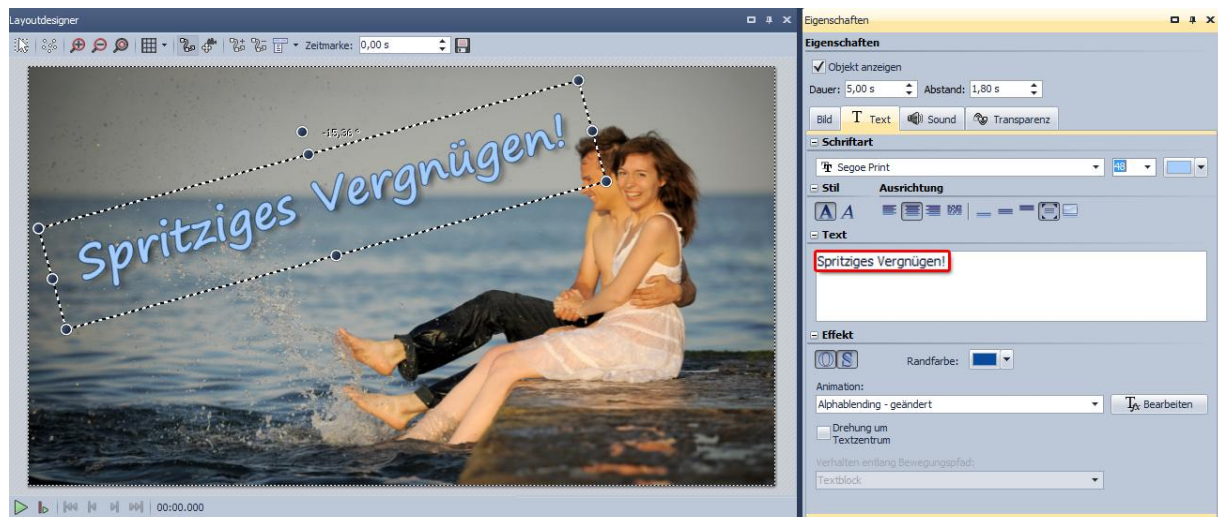 Layoutdesigner
Zeitmarke: 0,00 s
-15,36 °
Spritziges Vergnügen!
00:00.000
Eigenschaften
Eigenschaften
Objekt anzeigen
Dauer: 5,00 s Abstand: 1,80 s
Bild T Text Sound Transparenz
Schriftart
Segoe Print 48
Stil Ausrichtung
A A
Text
Spritziges Vergnügen!
Effekt
O S Randfarbe:
Animation:
Alphablending - geändert Bearbeiten
Drehung um
Textzentrum
Verhalten entlang Bewegungspfad:
Textblock